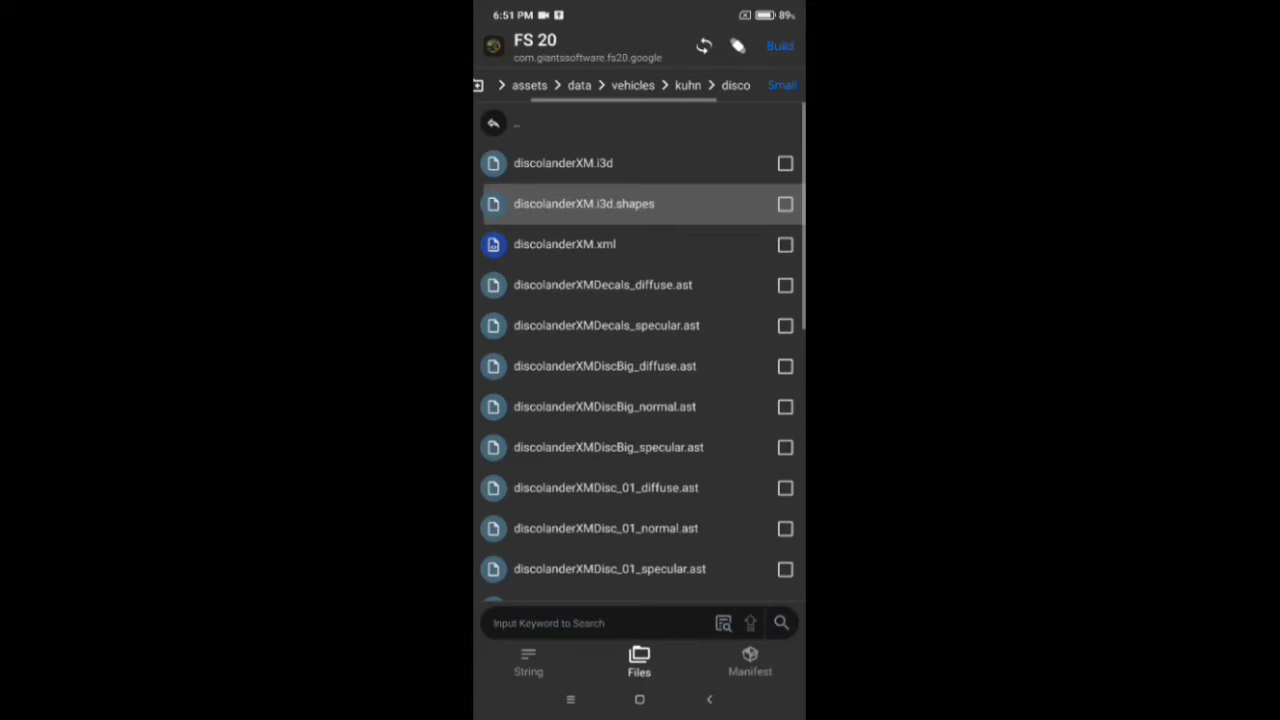 6:51 PM 89%
FS 20
com.giantssoftware.fs20.google
Build
assets > data > vehicles > kuhn > disco
Smali
..
discolanderXM.i3d
discolanderXM.i3d.shapes
discolanderXM.xml
discolanderXMDecals_diffuse.ast
discolanderXMDecals_specular.ast
discolanderXMDiscBig_diffuse.ast
discolanderXMDiscBig_normal.ast
discolanderXMDiscBig_specular.ast
discolanderXMDisc_01_diffuse.ast
discolanderXMDisc_01_normal.ast
discolanderXMDisc_01_specular.ast
Input Keyword to Search
String Files Manifest